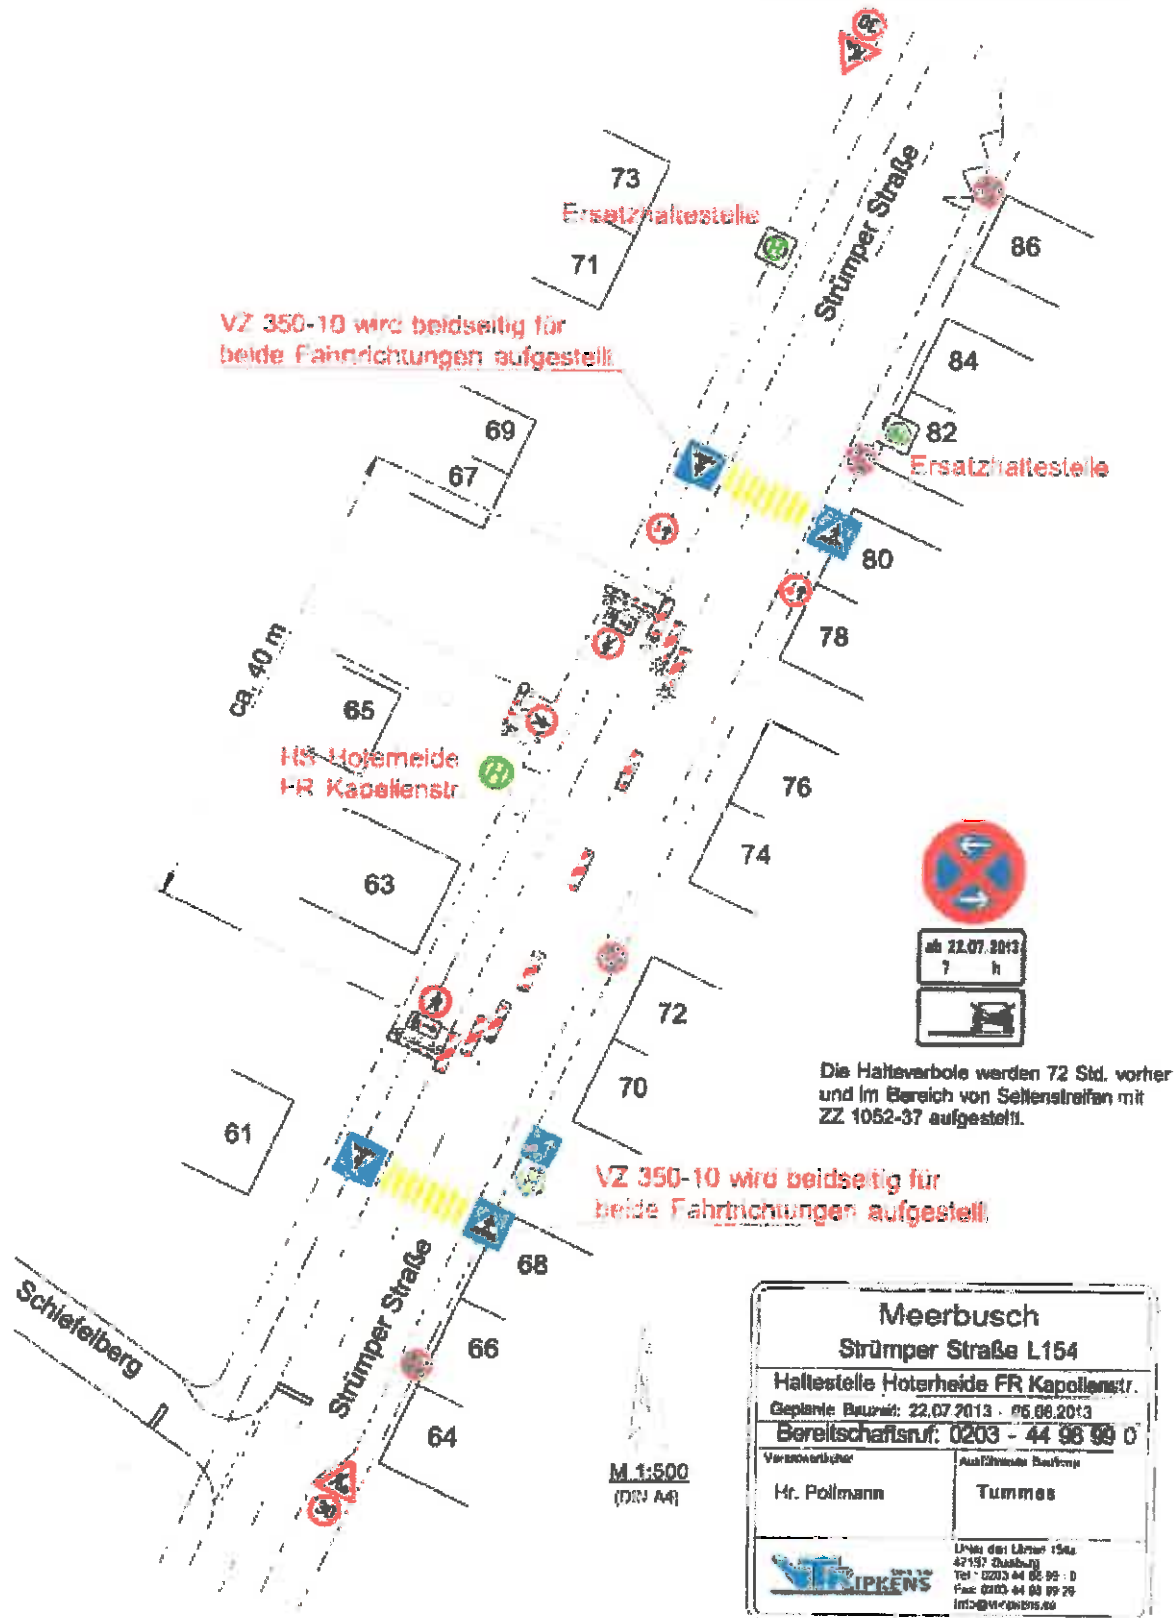 73
Ersatzhaltestelle
71
Strümper Straße
86
VZ 350-10 wird beidseitig für
beide Fahrtrichtungen aufgestellt
84
69
82
67
Ersatzhaltestelle
80
78
ca. 40 m
65
HS
FR Kapellenstr.
76
74
63
ab 22.07.2013
7 h
72
70
Die Halteverbole werden 72 Std. vorher
und im Bereich von Seitenstreifen mit
ZZ 1052-37 aufgestellt.
61
VZ 350-10 wird beidseitig für
beide Fahrtrichtungen aufgestellt
68
Schiefelberg
Strümper Straße
66
64
M 1:500
(DIN A4)
Meerbusch
Strümper Straße L154
Haltestelle Hoterheide FR Kapellenstr.
Geplante Bauzeit: 22.07.2013 -
Bereitschaftsruf: 0203 - 44 98 99 0
Verantwortlicher
Hr. Pollmann
Tummes